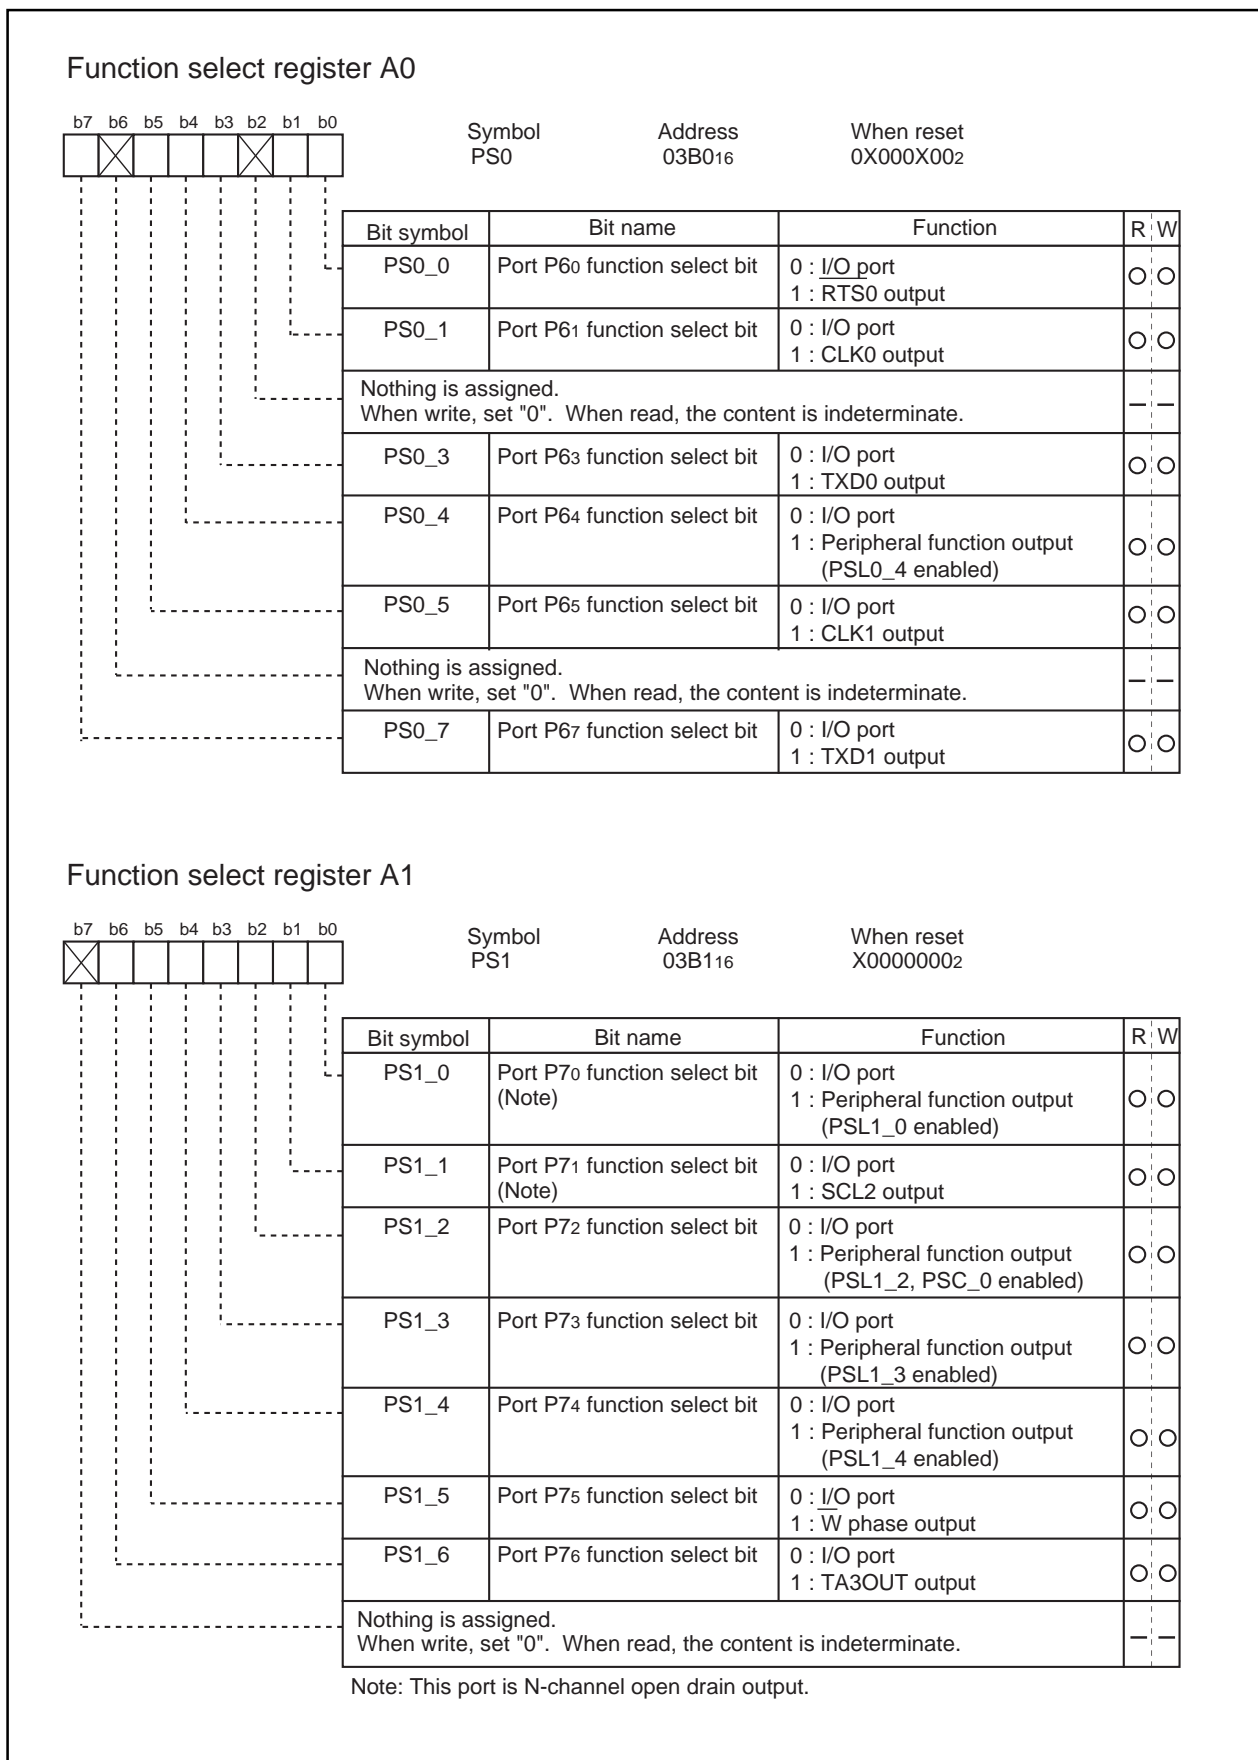 Function select register A0
b7 b6 b5 b4 b3 b2 b1 b0
Symbol Address When reset
PS0 03B016 0X000X002
Bit symbol Bit name Function R W
PS0_0 Port P60 function select bit 0 : I/O port
1 : RTS0 output
PS0_1 Port P61 function select bit 0 : I/O port
1 : CLK0 output
Nothing is assigned.
When write, set "0". When read, the content is indeterminate.
PS0_3 Port P63 function select bit 0 : I/O port
1 : TXD0 output
PS0_4 Port P64 function select bit 0 : I/O port
1 : Peripheral function output
(PSL0_4 enabled)
PS0_5 Port P65 function select bit 0 : I/O port
1 : CLK1 output
Nothing is assigned.
When write, set "0". When read, the content is indeterminate.
PS0_7 Port P67 function select bit 0 : I/O port
1 : TXD1 output
Function select register A1
b7 b6 b5 b4 b3 b2 b1 b0
Symbol Address When reset
PS1 03B116 X00000002
Bit symbol Bit name Function R W
PS1_0 Port P70 function select bit 0 : I/O port
(Note) 1 : Peripheral function output
(PSL1_0 enabled)
PS1_1 Port P71 function select bit 0 : I/O port
(Note) 1 : SCL2 output
PS1_2 Port P72 function select bit 0 : I/O port
1 : Peripheral function output
(PSL1_2, PSC_0 enabled)
PS1_3 Port P73 function select bit 0 : I/O port
1 : Peripheral function output
(PSL1_3 enabled)
PS1_4 Port P74 function select bit 0 : I/O port
1 : Peripheral function output
(PSL1_4 enabled)
PS1_5 Port P75 function select bit 0 : I/O port
1 : W phase output
PS1_6 Port P76 function select bit 0 : I/O port
1 : TA3OUT output
Nothing is assigned.
When write, set "0". When read, the content is indeterminate.
Note: This port is N-channel open drain output.